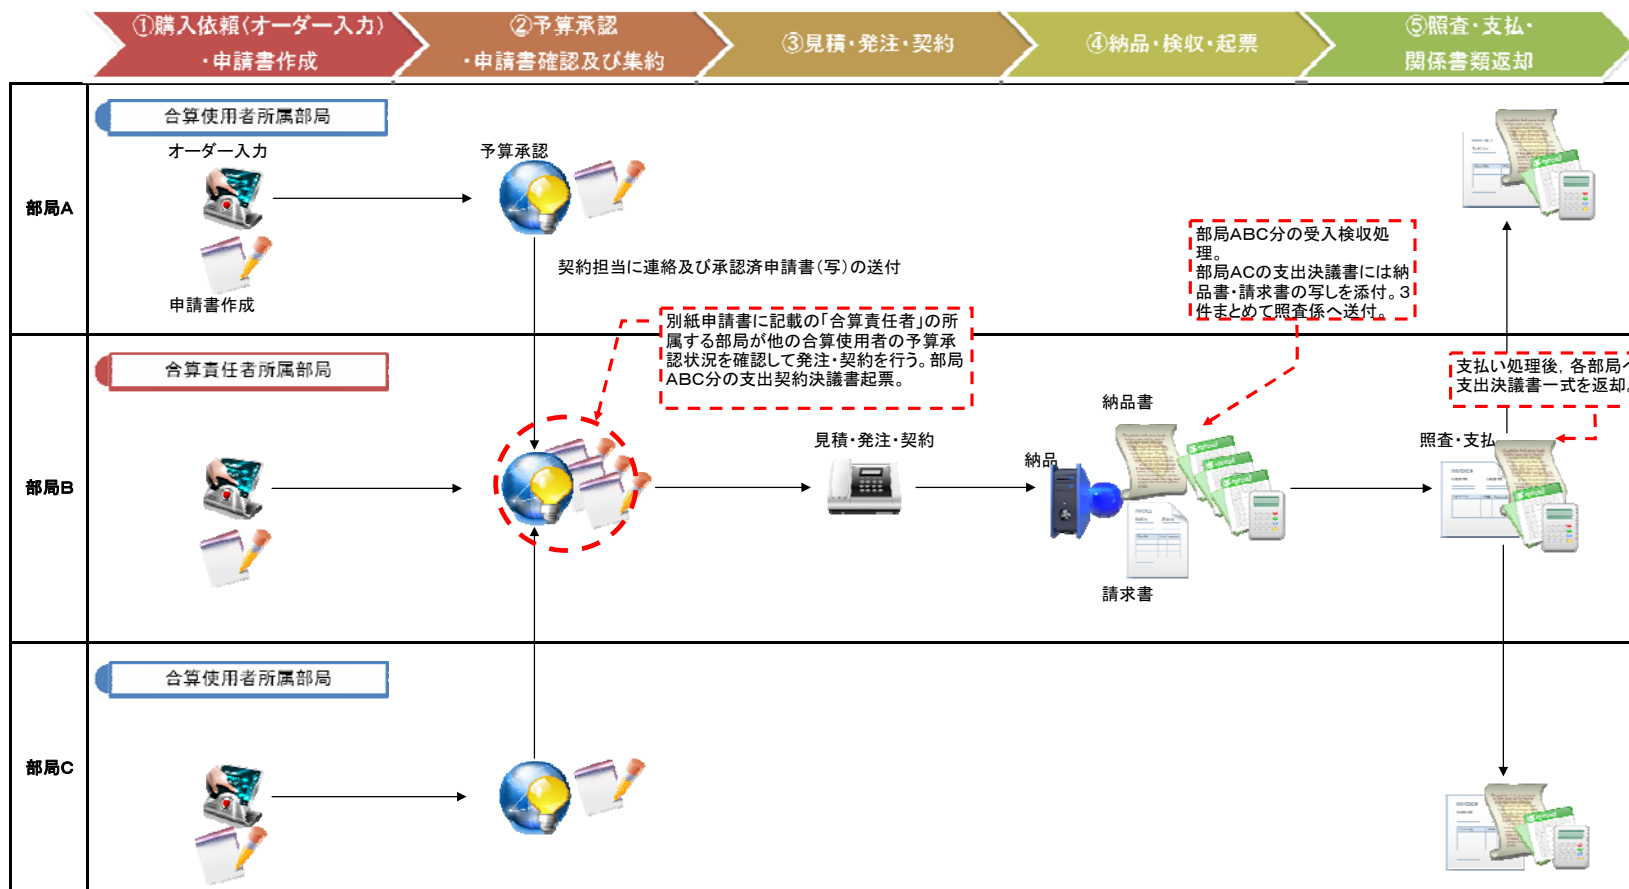 ①購入依頼(オーダー入力)
・申請書作成
②予算承認
・申請書確認及び集約
③見積・発注・契約
④納品・検収・起票
⑤照査・支払・
関係書類返却
部局A
合算使用者所属部局
オーダー入力
申請書作成
予算承認
契約担当に連絡及び承認済申請書(写)の送付
部局ABC分の受入検収処
理。
部局ACの支出決議書には納
品書・請求書の写しを添付。3
件まとめて照査係へ送付。
部局B
合算責任者所属部局
別紙申請書に記載の「合算責任者」の所
属する部局が他の合算使用者の予算承
認状況を確認して発注・契約を行う。部局
ABC分の支出契約決議書起票。
見積・発注・契約
納品
納品書
請求書
支払い処理後,各部局へ
支出決議書一式を返却。
照査・支払
部局C
合算使用者所属部局